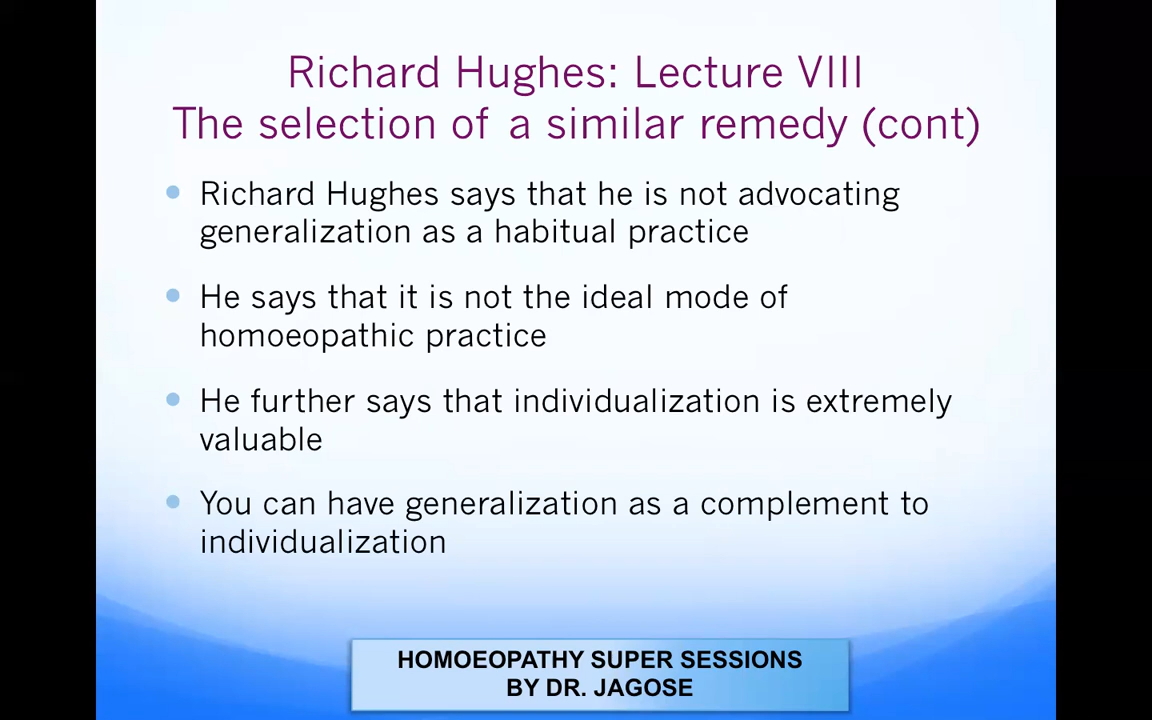 Richard Hughes: Lecture VIII
The selection of a similar remedy (cont)
Richard Hughes says that he is not advocating
generalization as a habitual practice
He says that it is not the ideal mode of
homoeopathic practice
He further says that individualization is extremely
valuable
You can have generalization as a complement to
individualization
HOMOEOPATHY SUPER SESSIONS
BY DR. JAGOSE